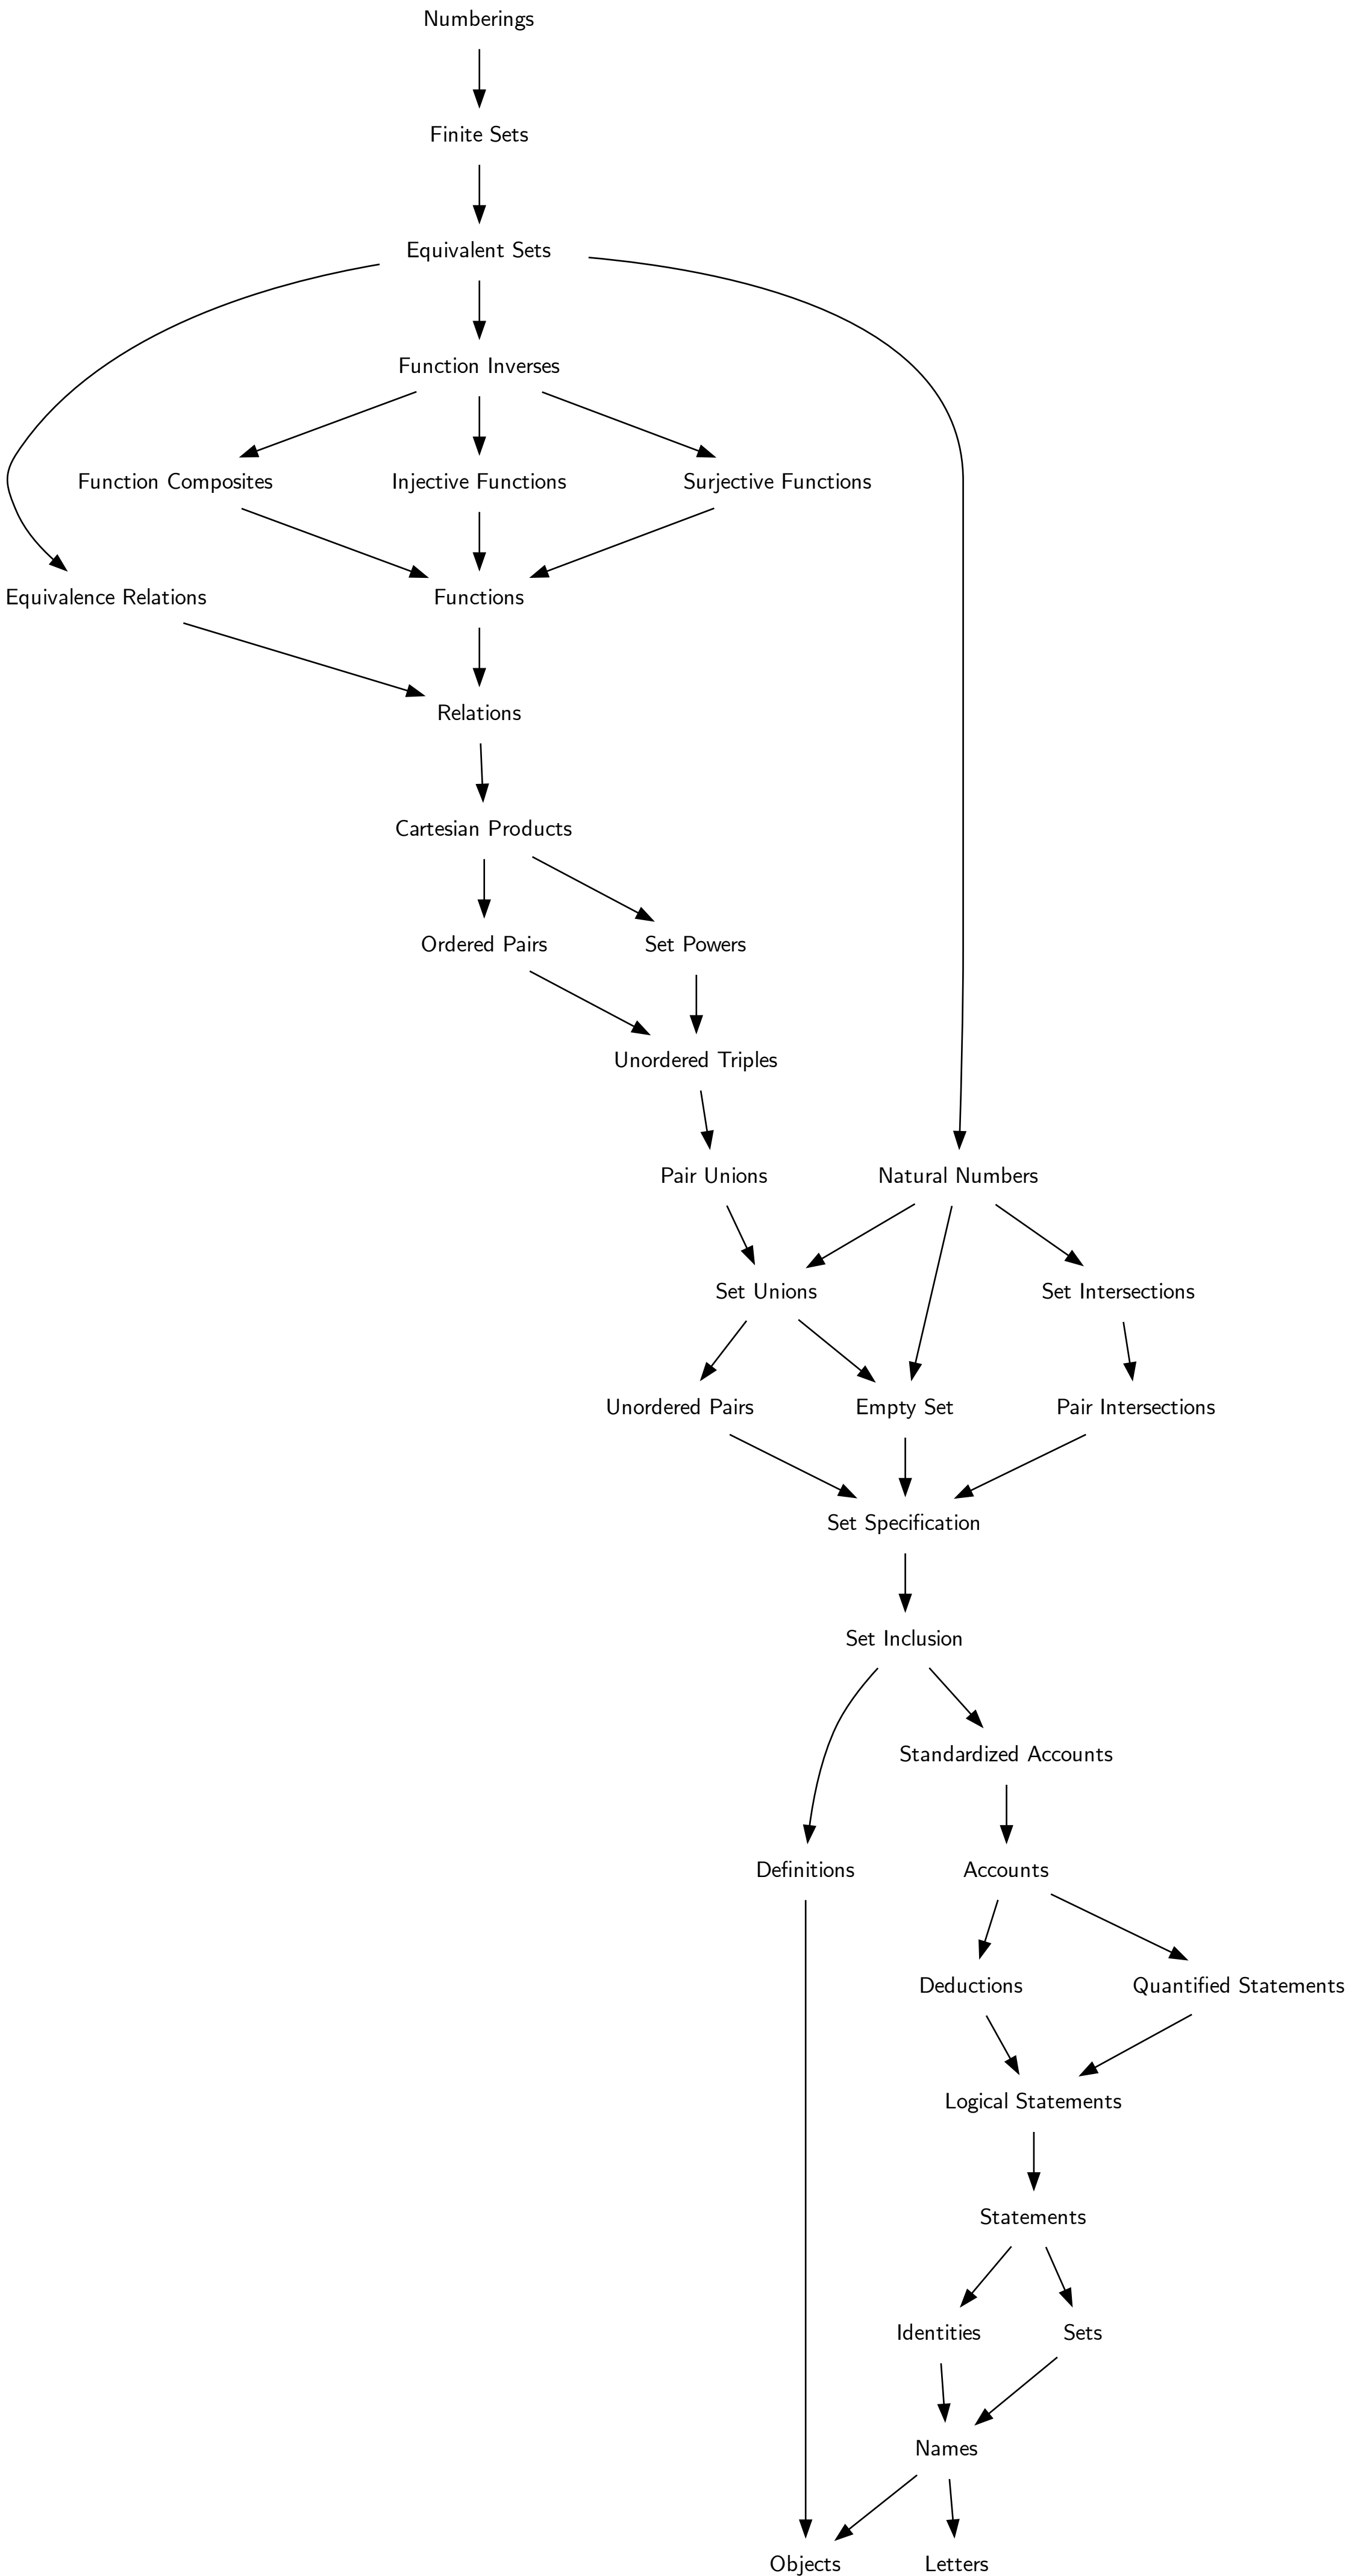 Numberings
Finite Sets
Equivalent Sets
Function Inverses
Function Composites
Injective Functions
Surjective Functions
Equivalence Relations
Functions
Relations
Cartesian Products
Ordered Pairs
Set Powers
Unordered Triples
Pair Unions
Natural Numbers
Set Unions
Set Intersections
Unordered Pairs
Empty Set
Pair Intersections
Set Specification
Set Inclusion
Standardized Accounts
Definitions
Accounts
Deductions
Quantified Statements
Logical Statements
Statements
Identities
Sets
Names
Objects
Letters